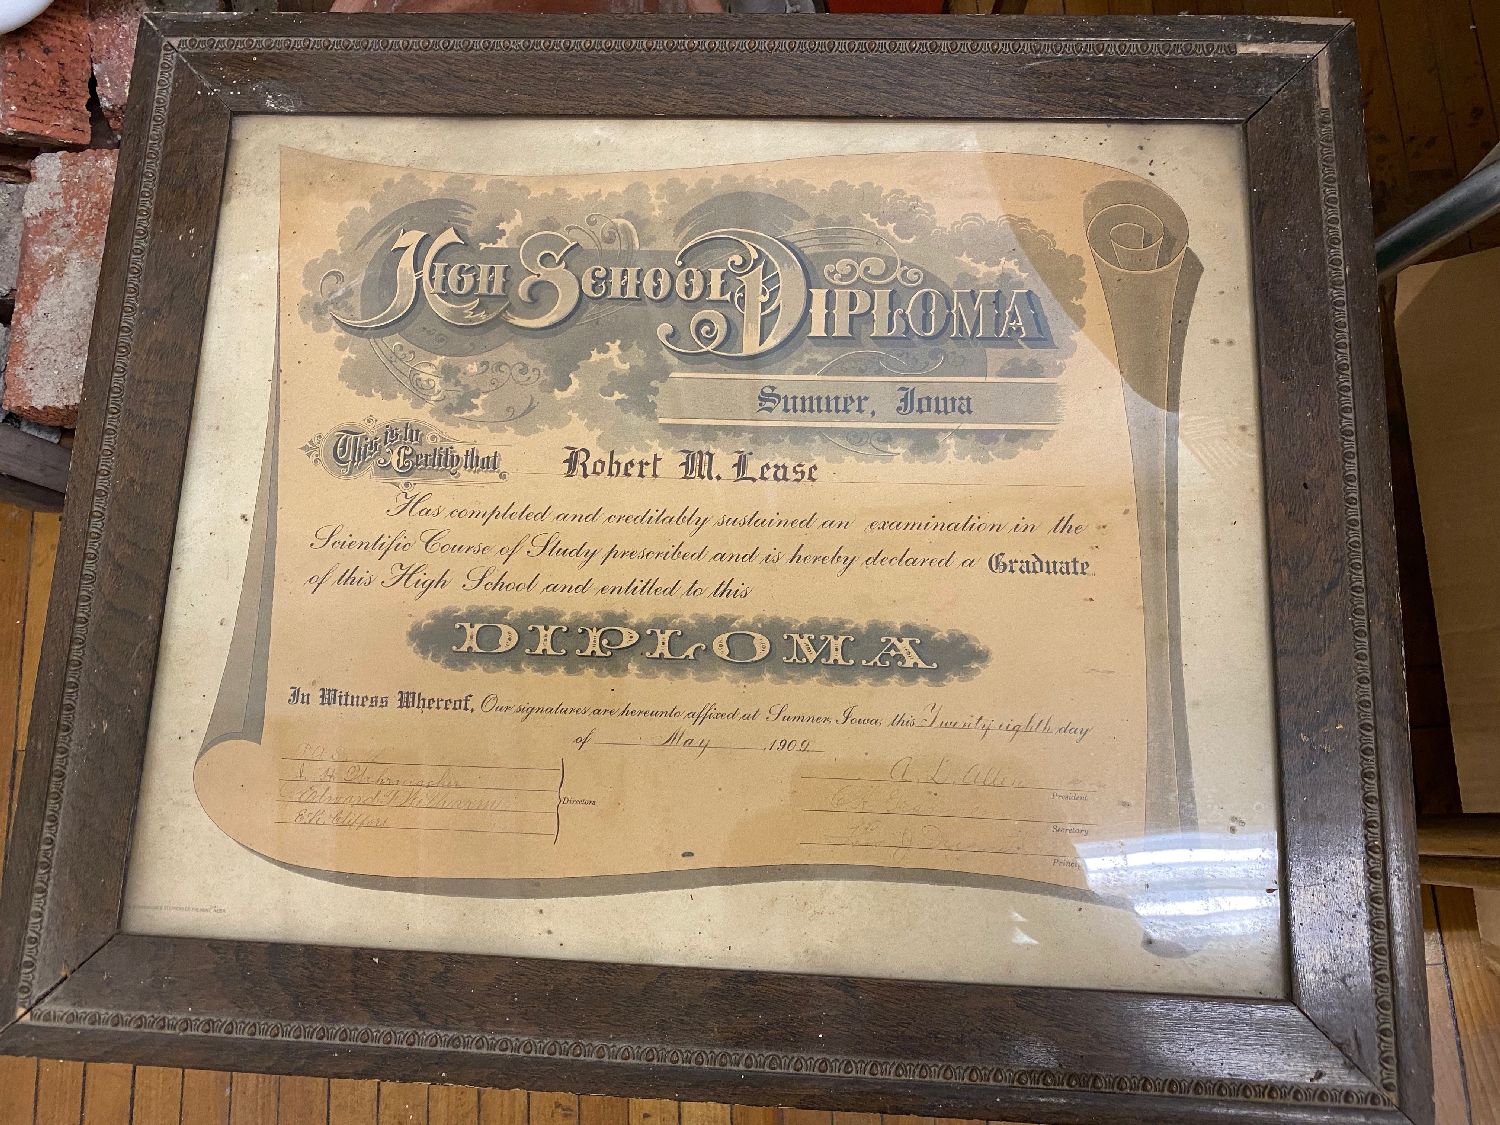 High School Diploma
Sumner, Iowa
This is to Certify that Robert M. Lease
Has completed and creditably sustained an examination in the
Scientific Course of Study prescribed and is hereby declared a Graduate
of this High School and entitled to this
DIPLOMA
In Witness Whereof, Our signatures are hereunto affixed at Sumner, Iowa, this Twenty eighth day
of May, 1909
Directors
A. L. Allen
President
Secretary